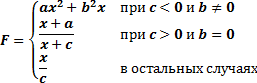 F = { ax² + b²x при c < 0 и b ≠ 0
(x + a)/(x + c) при c > 0 и b = 0
x/c в остальных случаях